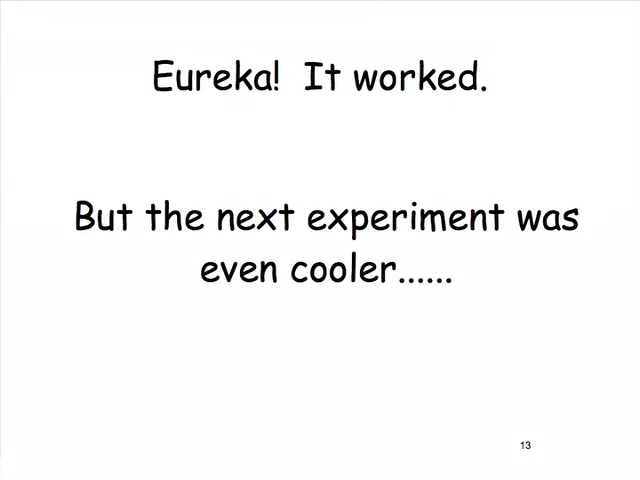 Eureka!  It worked.
But the next experiment was
even cooler......
13